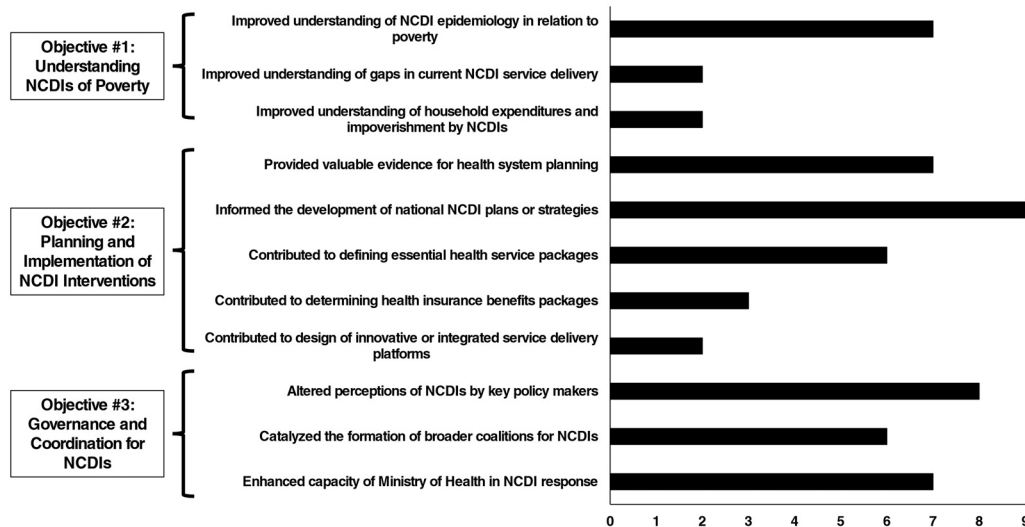 Objective #1:
Understanding
NCDIs of Poverty
Improved understanding of NCDI epidemiology in relation to
poverty
Improved understanding of gaps in current NCDI service delivery
Improved understanding of household expenditures and
impoverishment by NCDIs
Objective #2:
Planning and
Implementation of
NCDI Interventions
Provided valuable evidence for health system planning
Informed the development of national NCDI plans or strategies
Contributed to defining essential health service packages
Contributed to determining health insurance benefits packages
Contributed to design of innovative or integrated service delivery
platforms
Objective #3:
Governance and
Coordination for
NCDIs
Altered perceptions of NCDIs by key policy makers
Catalyzed the formation of broader coalitions for NCDIs
Enhanced capacity of Ministry of Health in NCDI response
0 1 2 3 4 5 6 7 8 9